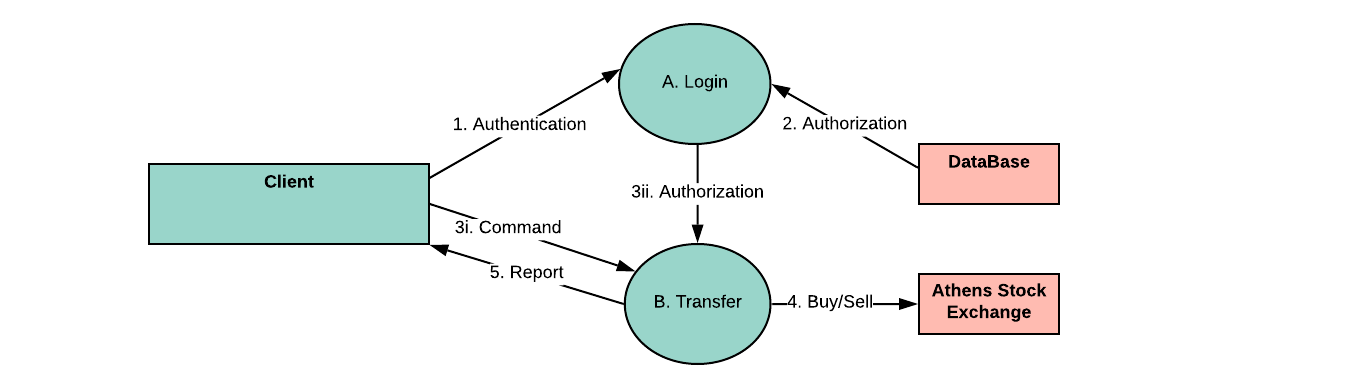 A. Login
1. Authentication
2. Authorization
DataBase
Client
3ii. Authorization
3i. Command
5. Report
B. Transfer
4. Buy/Sell
Athens Stock
Exchange